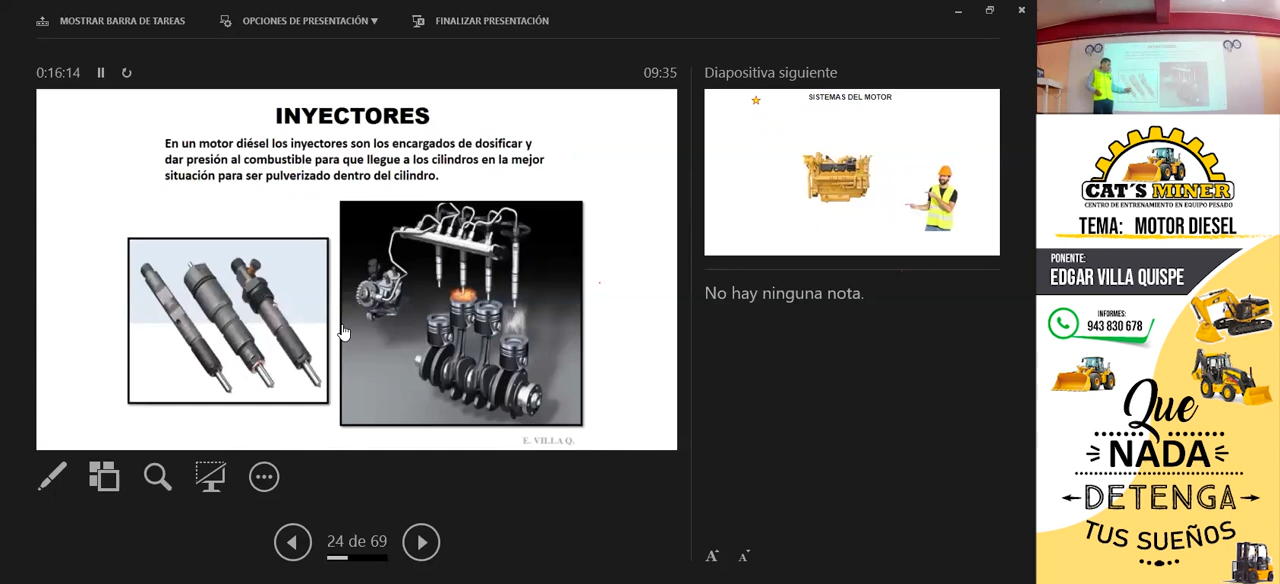 MOSTRAR BARRA DE TAREAS
OPCIONES DE PRESENTACIÓN ▼
FINALIZAR PRESENTACIÓN
0:16:14
09:35
INYECTORES
En un motor diésel los inyectores son los encargados de dosificar y
dar presión al combustible para que llegue a los cilindros en la mejor
situación para ser pulverizado dentro del cilindro.
E. VILLA Q.
24 de 69
Diapositiva siguiente
SISTEMAS DEL MOTOR
No hay ninguna nota.
A A
CAT´S MINER
CENTRO DE ENTRENAMIENTO EN EQUIPO PESADO
TEMA: MOTOR DIESEL
PONENTE:
EDGAR VILLA QUISPE
INFORMES:
943 830 678
Que
NADA
DETENGA
TUS SUEÑOS